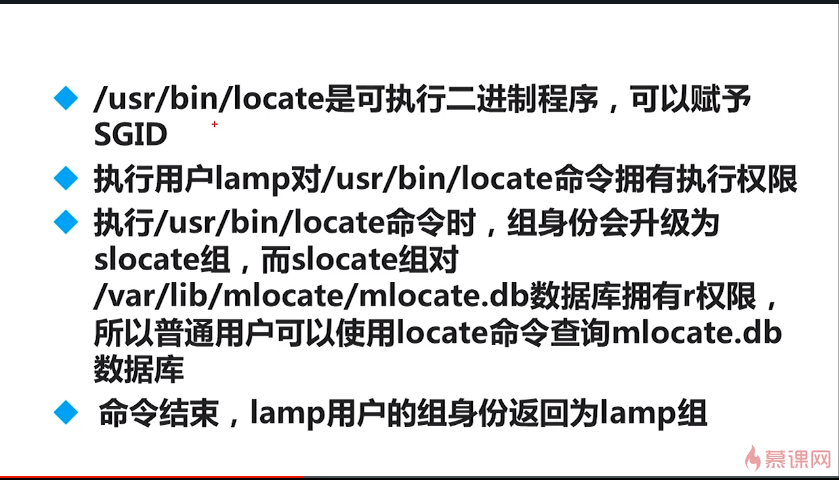 /usr/bin/locate是可执行二进制程序，可以赋予
SGID
执行用户lamp对/usr/bin/locate命令拥有执行权限
执行/usr/bin/locate命令时，组身份会升级为
slocate组，而slocate组对
/var/lib/mlocate/mlocate.db数据库拥有r权限，
所以普通用户可以使用locate命令查询mlocate.db
数据库
命令结束，lamp用户的组身份返回为lamp组
慕课网